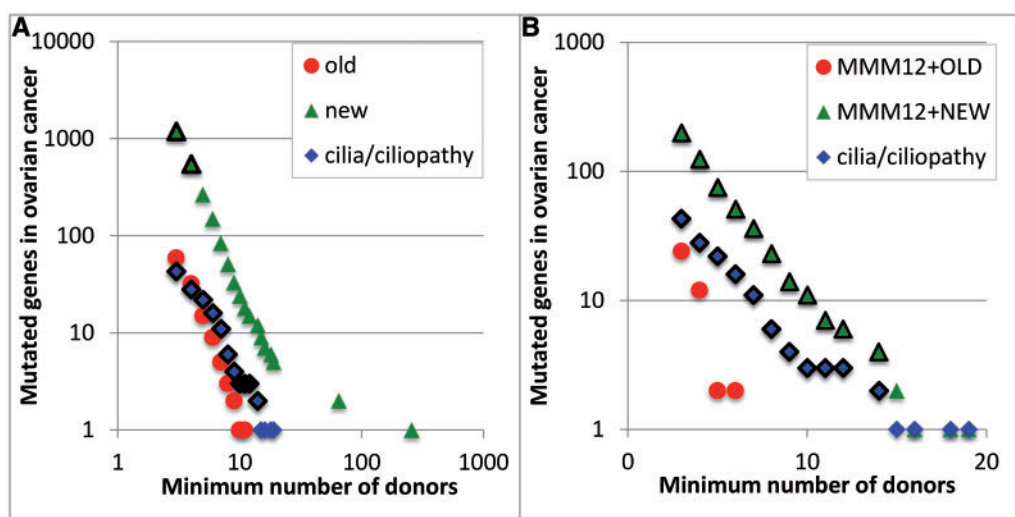 A
Mutated genes in ovarian cancer
10000
1000
100
10
1
old
new
cilia/ciliopathy
1 10 100 1000
Minimum number of donors
B
Mutated genes in ovarian cancer
1000
100
10
1
MMM12+OLD
MMM12+NEW
cilia/ciliopathy
0 10 20
Minimum number of donors